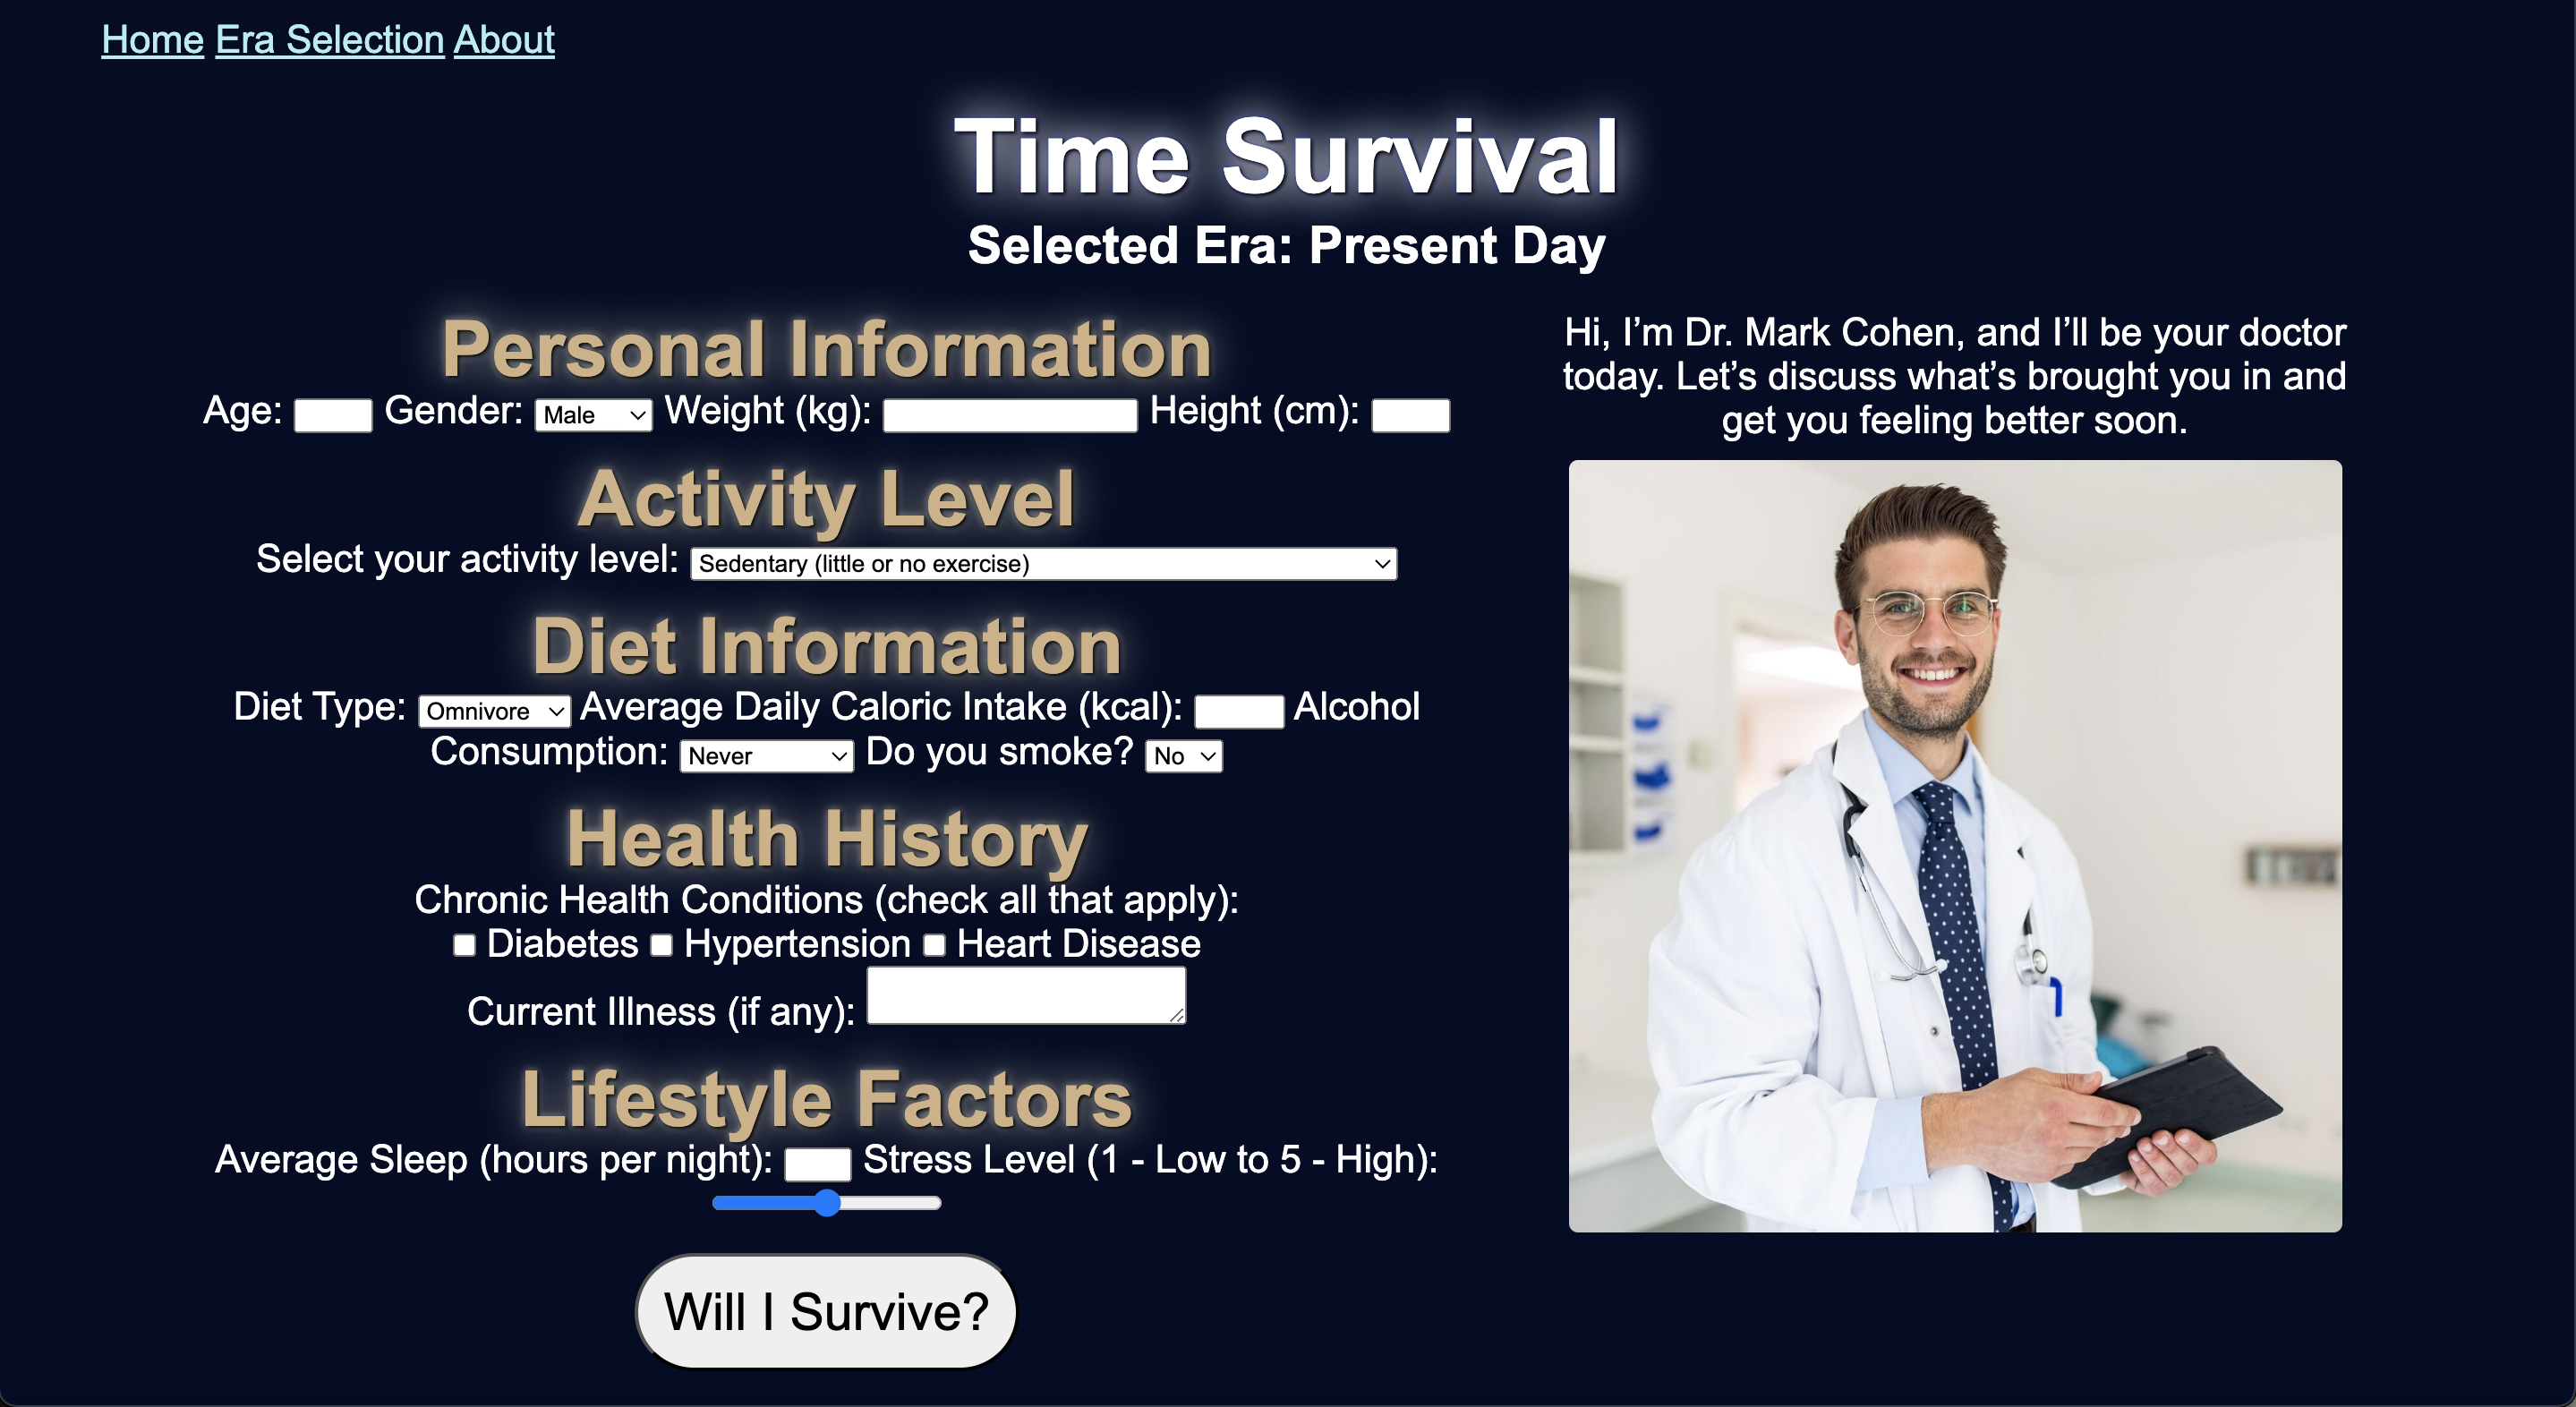 Home Era Selection About
Time Survival
Selected Era: Present Day
Personal Information
Age: Gender: Male Weight (kg): Height (cm):
Activity Level
Select your activity level: Sedentary (little or no exercise)
Diet Information
Diet Type: Omnivore Average Daily Caloric Intake (kcal): Alcohol
Consumption: Never Do you smoke? No
Health History
Chronic Health Conditions (check all that apply):
Diabetes Hypertension Heart Disease
Current Illness (if any):
Lifestyle Factors
Average Sleep (hours per night): Stress Level (1 - Low to 5 - High):
Will I Survive?
Hi, I’m Dr. Mark Cohen, and I’ll be your doctor
today. Let’s discuss what’s brought you in and
get you feeling better soon.